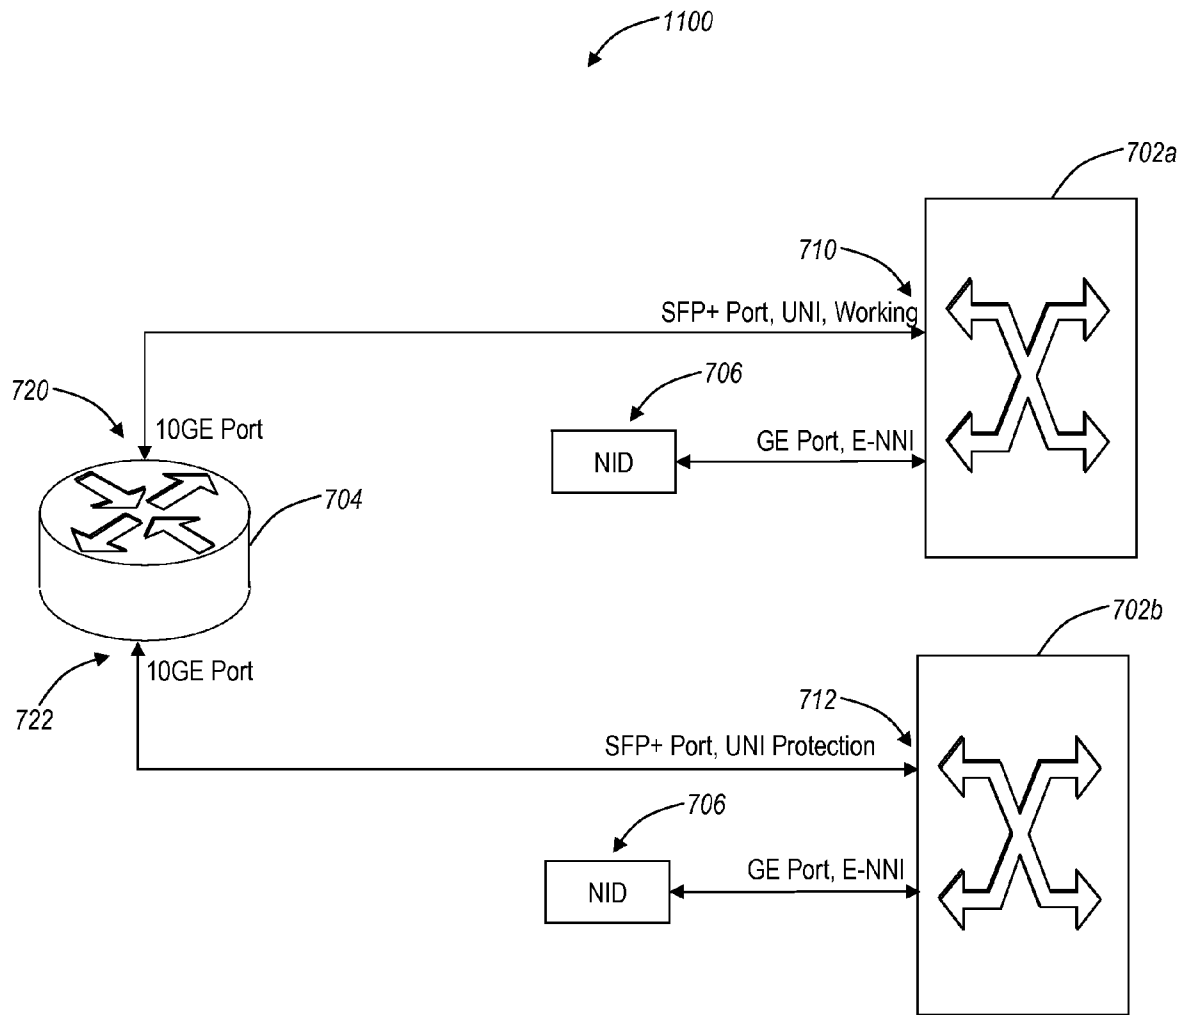 1100
702a
710
SFP+ Port, UNI, Working
706
720
10GE Port
GE Port, E-NNI
NID
704
702b
10GE Port
722
712
SFP+ Port, UNI Protection
706
GE Port, E-NNI
NID